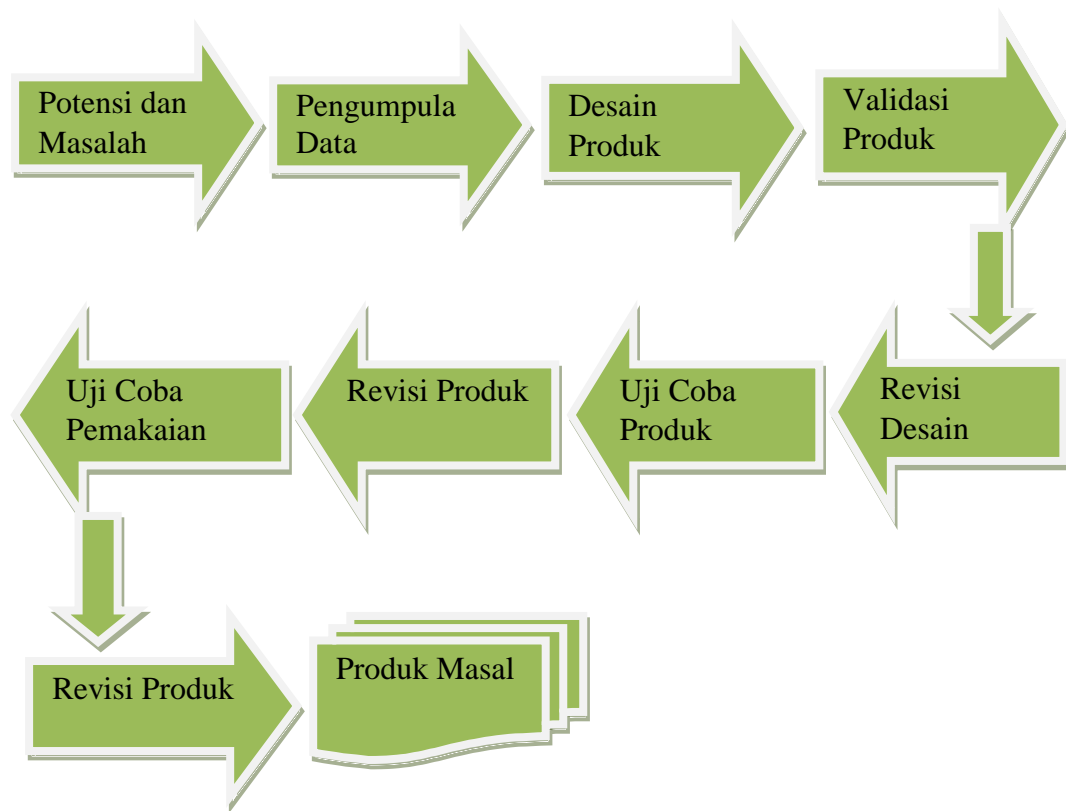 Potensi dan
Masalah
Pengumpula
Data
Desain
Produk
Validasi
Produk
Revisi
Desain
Uji Coba
Produk
Revisi Produk
Uji Coba
Pemakaian
Revisi Produk
Produk Masal